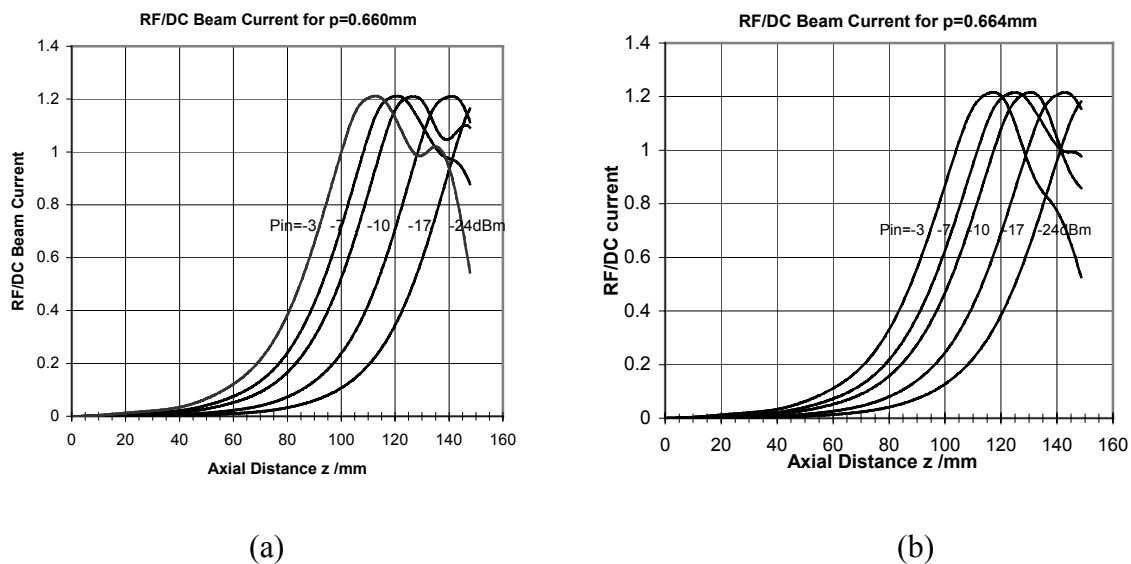 RF/DC Beam Current for p=0.660mm
1.4
1.2
1
0.8
0.6
0.4
0.2
0
RF/DC Beam Current
Pin=-3 -7 -10 -17 -24dBm
0 20 40 60 80 100 120 140 160
Axial Distance z /mm
(a)
RF/DC Beam Current for p=0.664mm
1.4
1.2
1
0.8
0.6
0.4
0.2
0
RF/DC current
Pin=-3 -7 -10 -17 -24dBm
0 20 40 60 80 100 120 140 160
Axial Distance z /mm
(b)